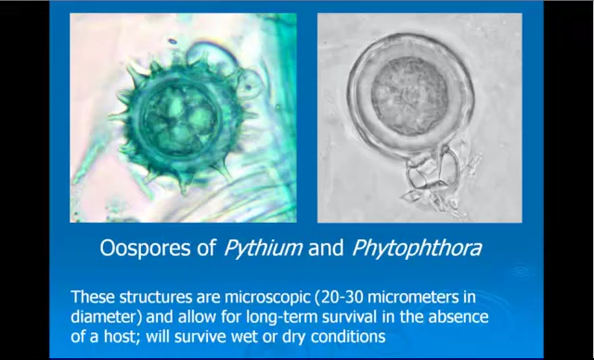 Oospores of Pythium and Phytophthora
These structures are microscopic (20-30 micrometers in
diameter) and allow for long-term survival in the absence
of a host; will survive wet or dry conditions